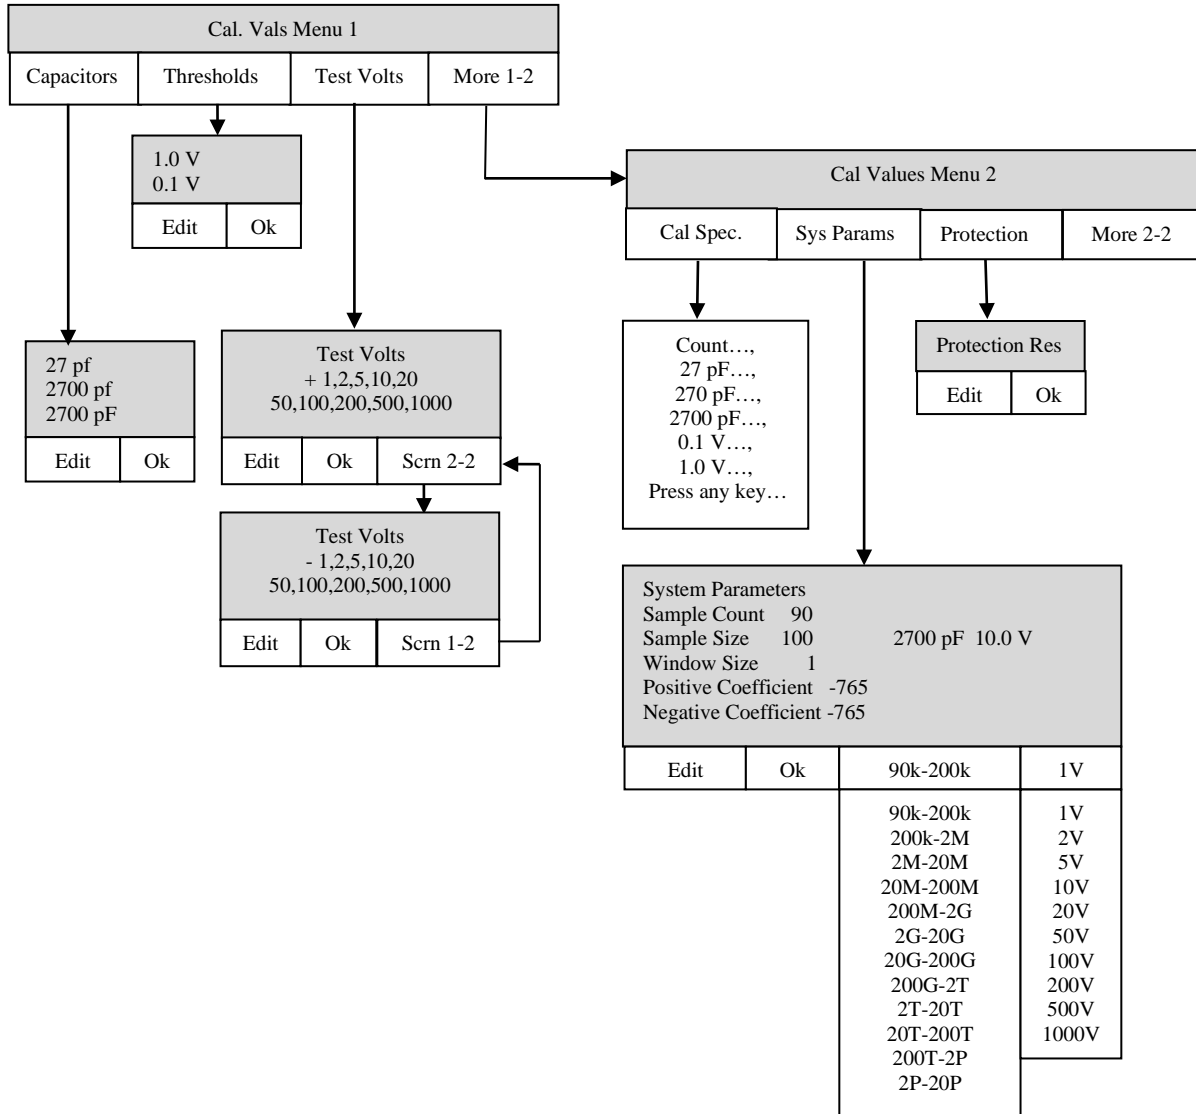 Cal. Vals Menu 1
Capacitors Thresholds Test Volts More 1-2
1.0 V
0.1 V
Edit Ok
Cal Values Menu 2
Cal Spec. Sys Params Protection More 2-2
27 pf
2700 pf
2700 pF
Edit Ok
Test Volts
+ 1,2,5,10,20
50,100,200,500,1000
Edit Ok Scrn 2-2
Test Volts
- 1,2,5,10,20
50,100,200,500,1000
Edit Ok Scrn 1-2
Count…,
27 pF…,
270 pF…,
2700 pF…,
0.1 V…,
1.0 V…,
Press any key…
Protection Res
Edit Ok
System Parameters
Sample Count 90
Sample Size 100 2700 pF 10.0 V
Window Size 1
Positive Coefficient -765
Negative Coefficient -765
Edit Ok 90k-200k 1V
90k-200k 1V
200k-2M 2V
2M-20M 5V
20M-200M 10V
200M-2G 20V
2G-20G 50V
20G-200G 100V
200G-2T 200V
2T-20T 500V
20T-200T 1000V
200T-2P
2P-20P